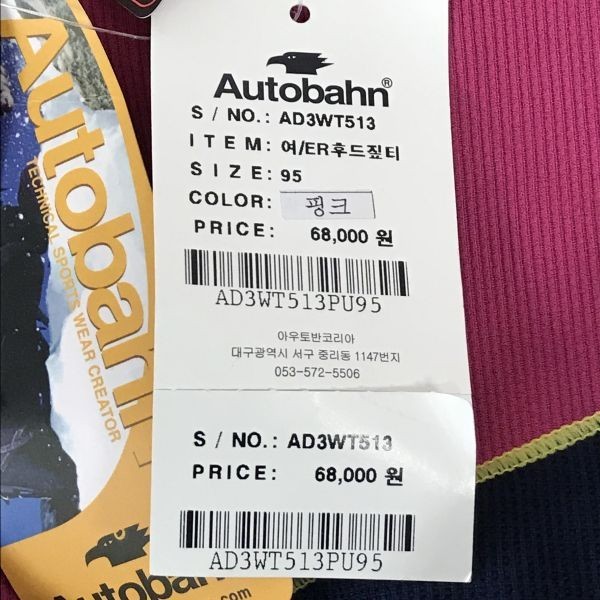 Autobahn®
S / NO.: AD3WT513
ITEM: 여/ER후드짚티
SIZE: 95
COLOR: 핑크
PRICE: 68,000 원
AD3WT513PU95
아우토반코리아
대구광역시 서구 중리동 1147번지
053-572-5506
S / NO.: AD3WT513
PRICE: 68,000 원
AD3WT513PU95
Autobahn
TECHNICAL SPORTS WEAR CREATOR
Autobah
.com